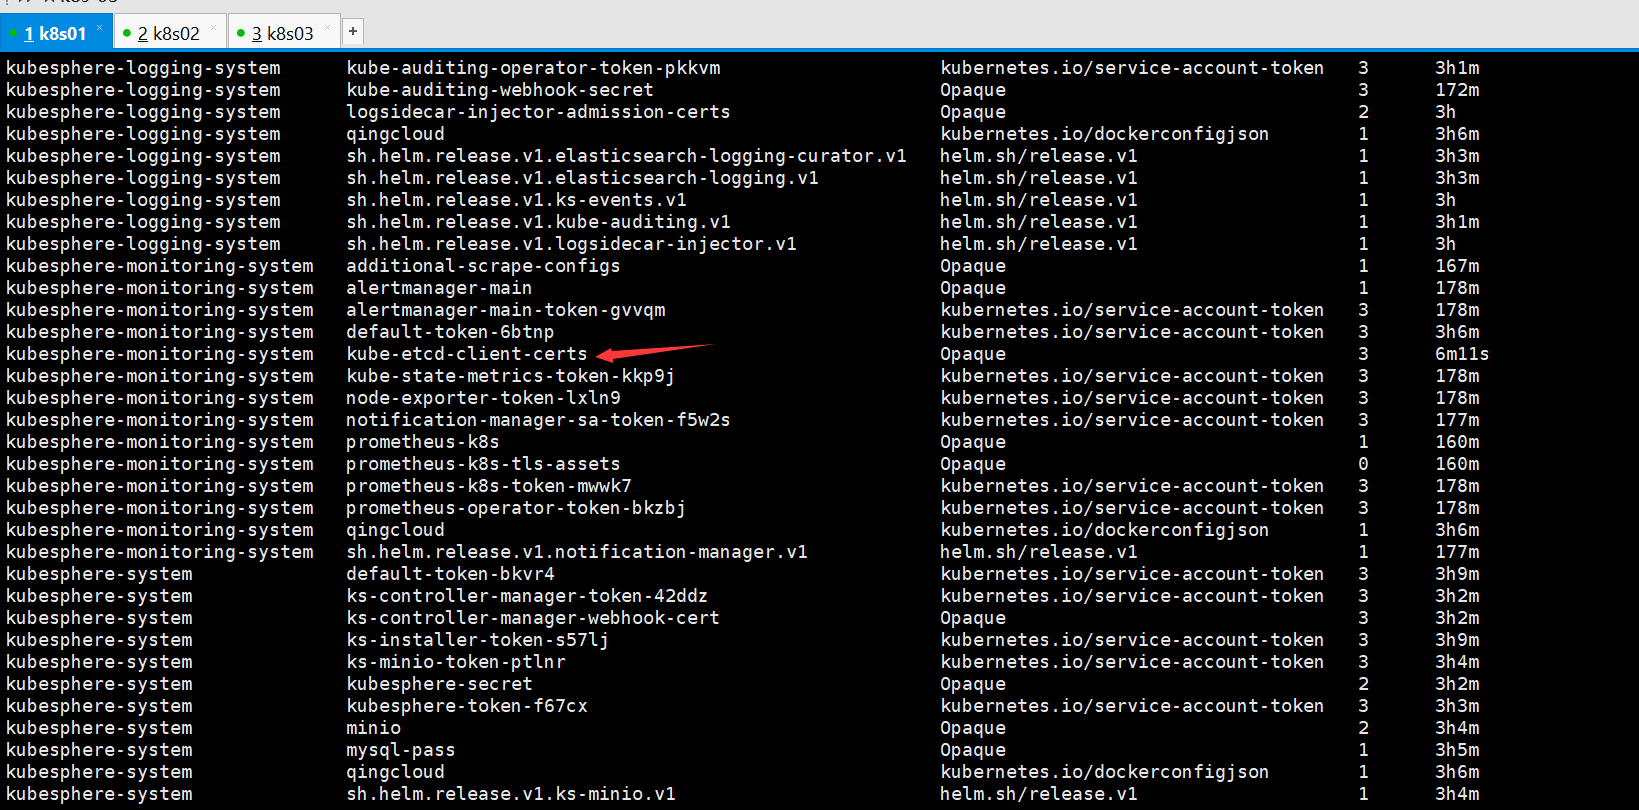 1 k8s01 × 2 k8s02 × 3 k8s03 × +
kubesphere-logging-system kube-auditing-operator-token-pkkvm kubernetes.io/service-account-token 3 3h1m
kubesphere-logging-system kube-auditing-webhook-secret Opaque 3 172m
kubesphere-logging-system logsidecar-injector-admission-certs Opaque 2 3h
kubesphere-logging-system qingcloud kubernetes.io/dockerconfigjson 1 3h6m
kubesphere-logging-system sh.helm.release.v1.elasticsearch-logging-curator.v1 helm.sh/release.v1 1 3h3m
kubesphere-logging-system sh.helm.release.v1.elasticsearch-logging.v1 helm.sh/release.v1 1 3h3m
kubesphere-logging-system sh.helm.release.v1.ks-events.v1 helm.sh/release.v1 1 3h
kubesphere-logging-system sh.helm.release.v1.kube-auditing.v1 helm.sh/release.v1 1 3h1m
kubesphere-logging-system sh.helm.release.v1.logsidecar-injector.v1 helm.sh/release.v1 1 3h
kubesphere-monitoring-system additional-scrape-configs Opaque 1 167m
kubesphere-monitoring-system alertmanager-main Opaque 1 178m
kubesphere-monitoring-system alertmanager-main-token-gvvqm kubernetes.io/service-account-token 3 178m
kubesphere-monitoring-system default-token-6btnp kubernetes.io/service-account-token 3 3h6m
kubesphere-monitoring-system kube-etcd-client-certs Opaque 3 6m11s
kubesphere-monitoring-system kube-state-metrics-token-kkp9j kubernetes.io/service-account-token 3 178m
kubesphere-monitoring-system node-exporter-token-lxln9 kubernetes.io/service-account-token 3 178m
kubesphere-monitoring-system notification-manager-sa-token-f5w2s kubernetes.io/service-account-token 3 177m
kubesphere-monitoring-system prometheus-k8s Opaque 1 160m
kubesphere-monitoring-system prometheus-k8s-tls-assets Opaque 0 160m
kubesphere-monitoring-system prometheus-k8s-token-mwwk7 kubernetes.io/service-account-token 3 178m
kubesphere-monitoring-system prometheus-operator-token-bkzbj kubernetes.io/service-account-token 3 178m
kubesphere-monitoring-system qingcloud kubernetes.io/dockerconfigjson 1 3h6m
kubesphere-monitoring-system sh.helm.release.v1.notification-manager.v1 helm.sh/release.v1 1 177m
kubesphere-system default-token-bkvr4 kubernetes.io/service-account-token 3 3h9m
kubesphere-system ks-controller-manager-token-42ddz kubernetes.io/service-account-token 3 3h2m
kubesphere-system ks-controller-manager-webhook-cert Opaque 3 3h2m
kubesphere-system ks-installer-token-s57lj kubernetes.io/service-account-token 3 3h9m
kubesphere-system ks-minio-token-ptlnr kubernetes.io/service-account-token 3 3h4m
kubesphere-system kubesphere-secret Opaque 2 3h2m
kubesphere-system kubesphere-token-f67cx kubernetes.io/service-account-token 3 3h3m
kubesphere-system minio Opaque 2 3h4m
kubesphere-system mysql-pass Opaque 1 3h5m
kubesphere-system qingcloud kubernetes.io/dockerconfigjson 1 3h6m
kubesphere-system sh.helm.release.v1.ks-minio.v1 helm.sh/release.v1 1 3h4m